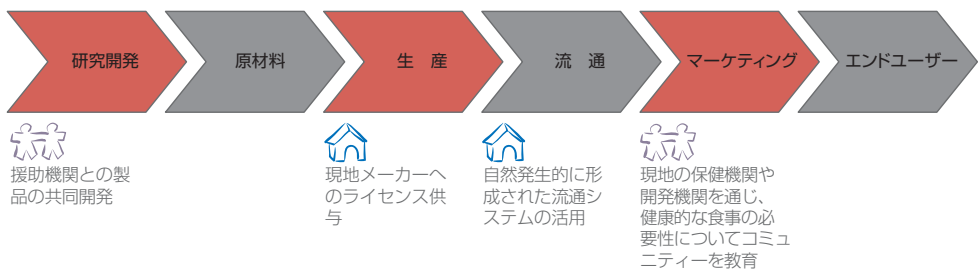 研究開発
原材料
生 産
流 通
マーケティング
エンドユーザー
援助機関との製
品の共同開発
現地メーカーへ
のライセンス供
与
自然発生的に形
成された流通シ
ステムの活用
現地の保健機関や
開発機関を通じ、
健康的な食事の必
要性についてコミュ
ニティーを教育